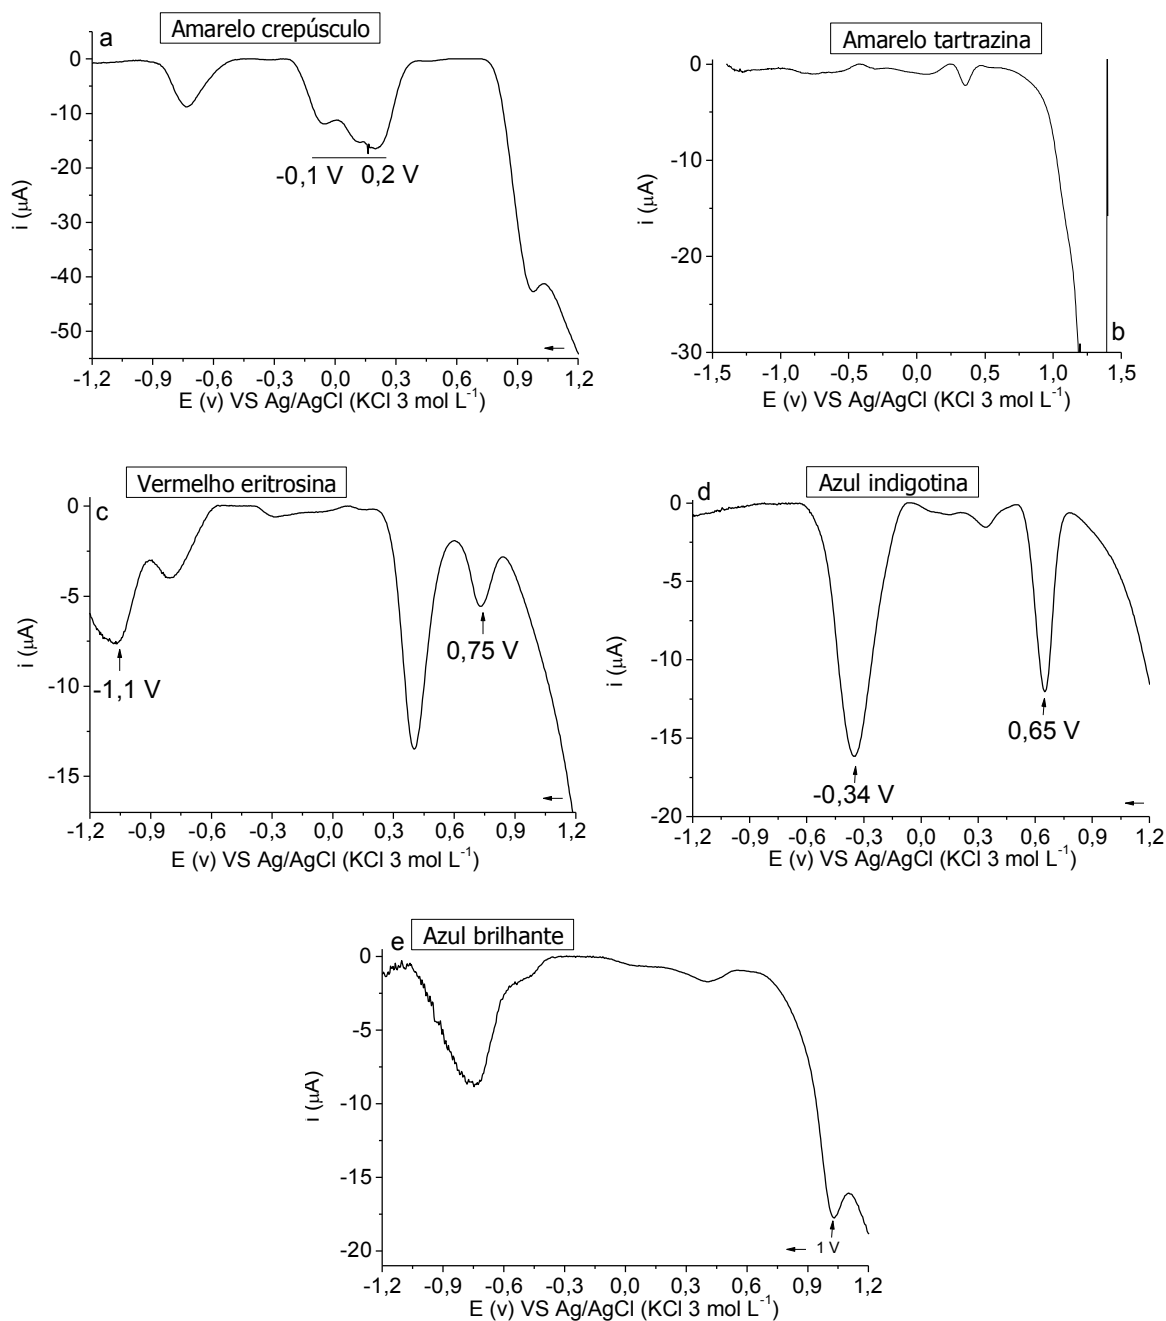 a
Amarelo crepúsculo
0
-10
-20
-30
-40
-50
i (μA)
-0,1 V
0,2 V
-1,2 -0,9 -0,6 -0,3 0,0 0,3 0,6 0,9 1,2
E (v) VS Ag/AgCl (KCl 3 mol L⁻¹)
Amarelo tartrazina
0
-10
-20
-30
i (μA)
b
-1,5 -1,0 -0,5 0,0 0,5 1,0 1,5
E (v) VS Ag/AgCl (KCl 3 mol L⁻¹)
Vermelho eritrosina
c
0
-5
-10
-15
i (μA)
-1,1 V
0,75 V
-1,2 -0,9 -0,6 -0,3 0,0 0,3 0,6 0,9 1,2
E (v) VS Ag/AgCl (KCl 3 mol L⁻¹)
d
Azul indigotina
0
-5
-10
-15
-20
i (μA)
-0,34 V
0,65 V
-1,2 -0,9 -0,6 -0,3 0,0 0,3 0,6 0,9 1,2
E (v) VS Ag/AgCl (KCl 3 mol L⁻¹)
e
Azul brilhante
0
-5
-10
-15
-20
i (μA)
1 V
-1,2 -0,9 -0,6 -0,3 0,0 0,3 0,6 0,9 1,2
E (v) VS Ag/AgCl (KCl 3 mol L⁻¹)